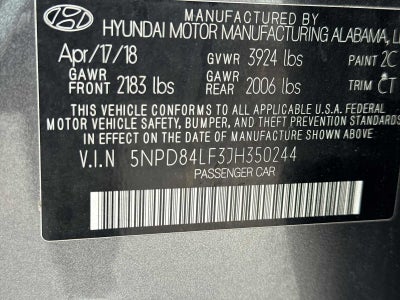 MANUFACTURED BY
HYUNDAI MOTOR MANUFACTURING ALABAMA,
Apr/17/18 GVWR 3924 lbs PAINT 2C
GAWR FRONT 2183 lbs GAWR REAR 2006 lbs TRIM CT
THIS VEHICLE CONFORMS TO ALL APPLICABLE U.S.A. FEDERAL
MOTOR VEHICLE SAFETY, BUMPER, AND THEFT PREVENTION STANDARDS
IN EFFECT ON THE DATE OF MANUFACTURE SHOWN ABOVE.
V.I.N 5NPD84LF3JH350244
PASSENGER CAR